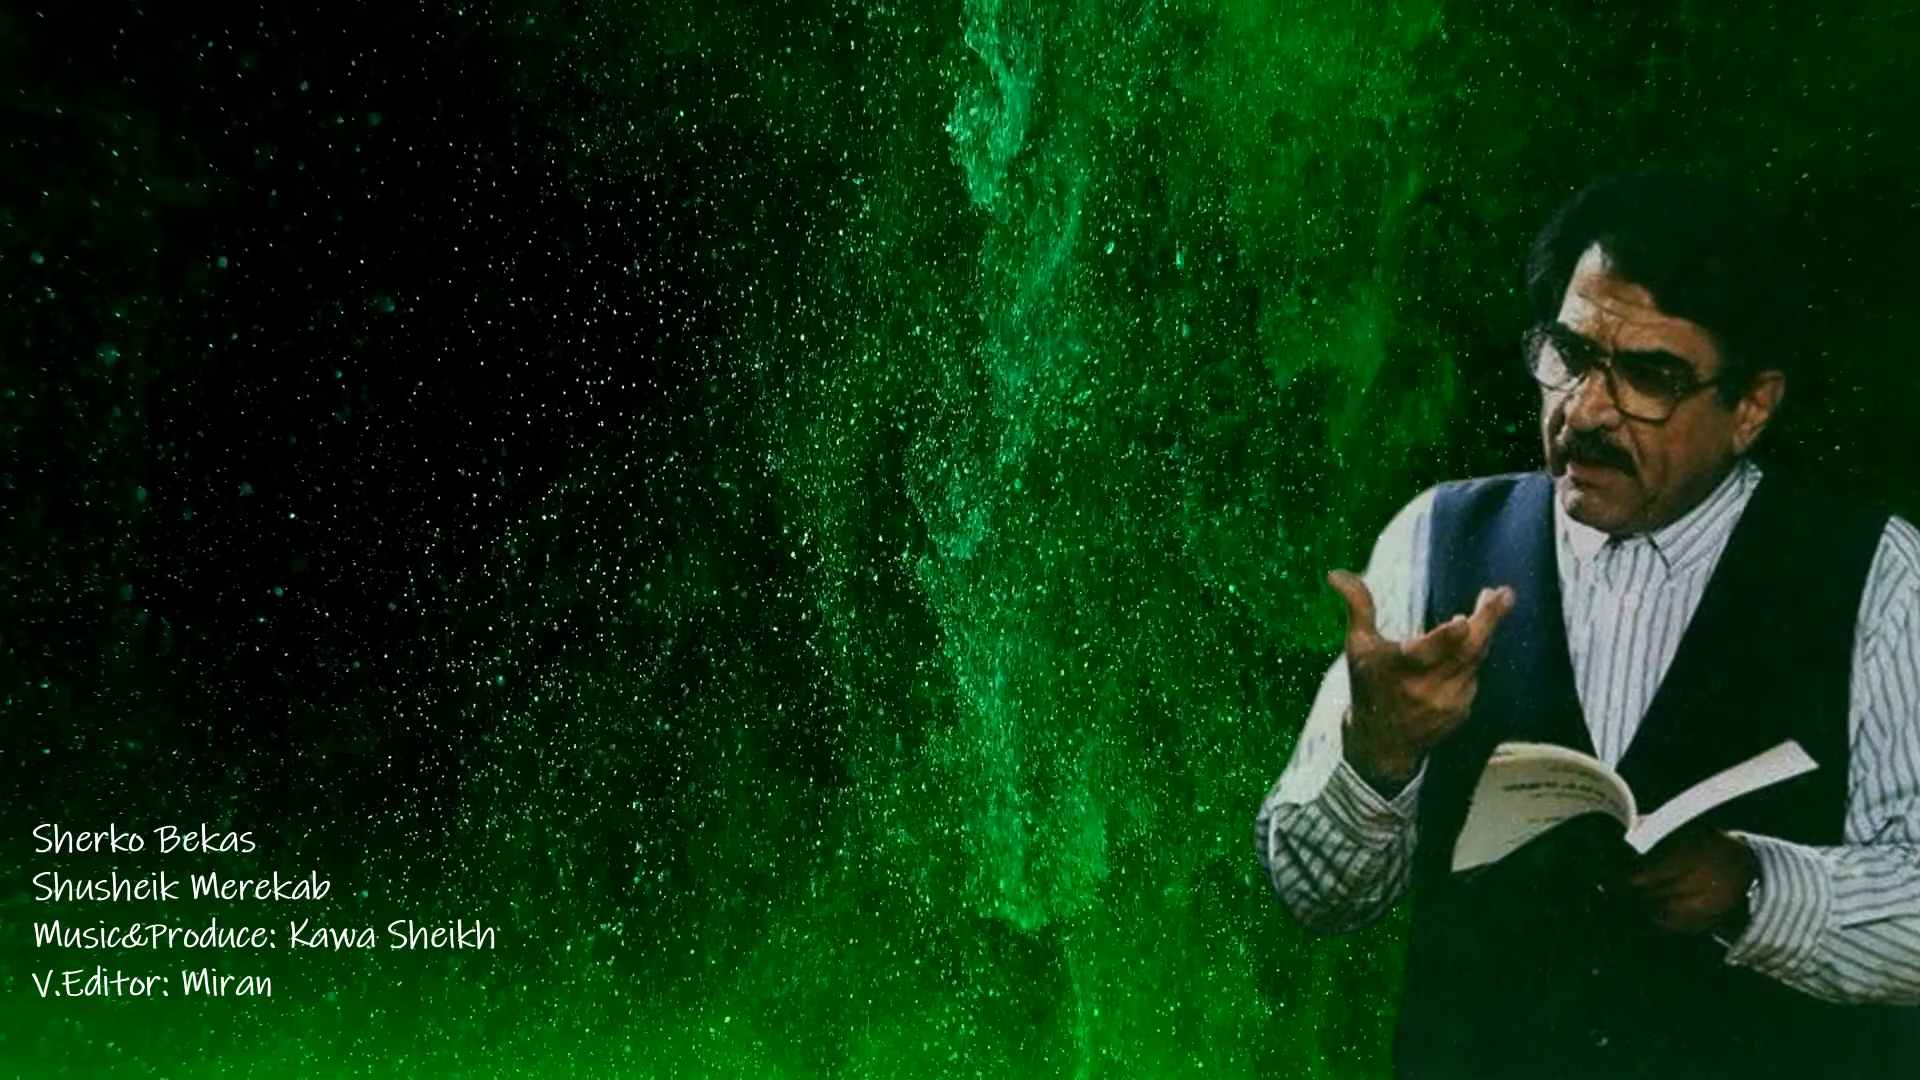 Sherko Bekas
Shusheik Merekab
Music&Produce: Kawa Sheikh
V.Editor: Miran